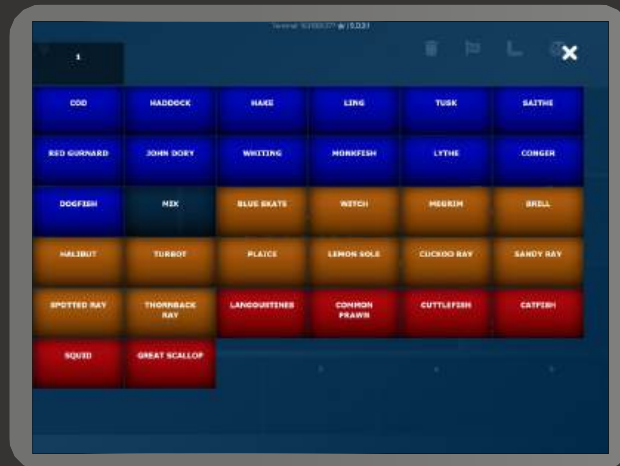 1
COD HADDOCK HAKE LING TUSK SAITHE
RED GURNARD JOHN DORY WHITING MONKFISH LYTHE CONGER
DOGFISH MIX BLUE SKATE WITCH MEGRIM BRILL
HALIBUT TURBOT PLAICE LEMON SOLE CUCKOO RAY SANDY RAY
SPOTTED RAY THORNBACK RAY LANGOUSTINES COMMON PRAWN CUTTLEFISH CATFISH
SQUID GREAT SCALLOP